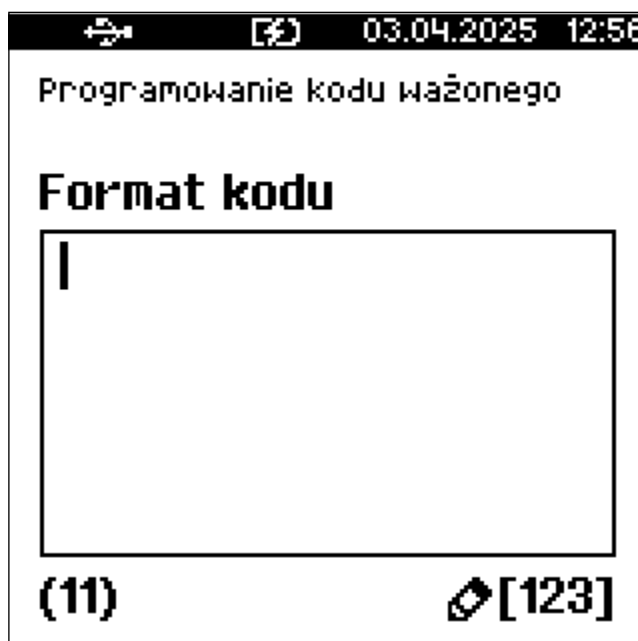 03.04.2025 12:56
Programowanie kodu ważonego
Format kodu
(11) [123]